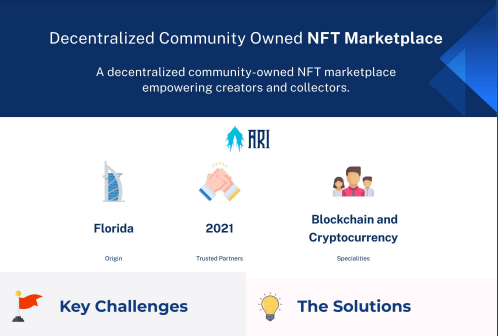 Decentralized Community Owned NFT Marketplace
A decentralized community-owned NFT marketplace
empowering creators and collectors.
ARI
Florida
2021
Blockchain and
Cryptocurrency
Origin
Trusted Partners
Specialities
Key Challenges
The Solutions